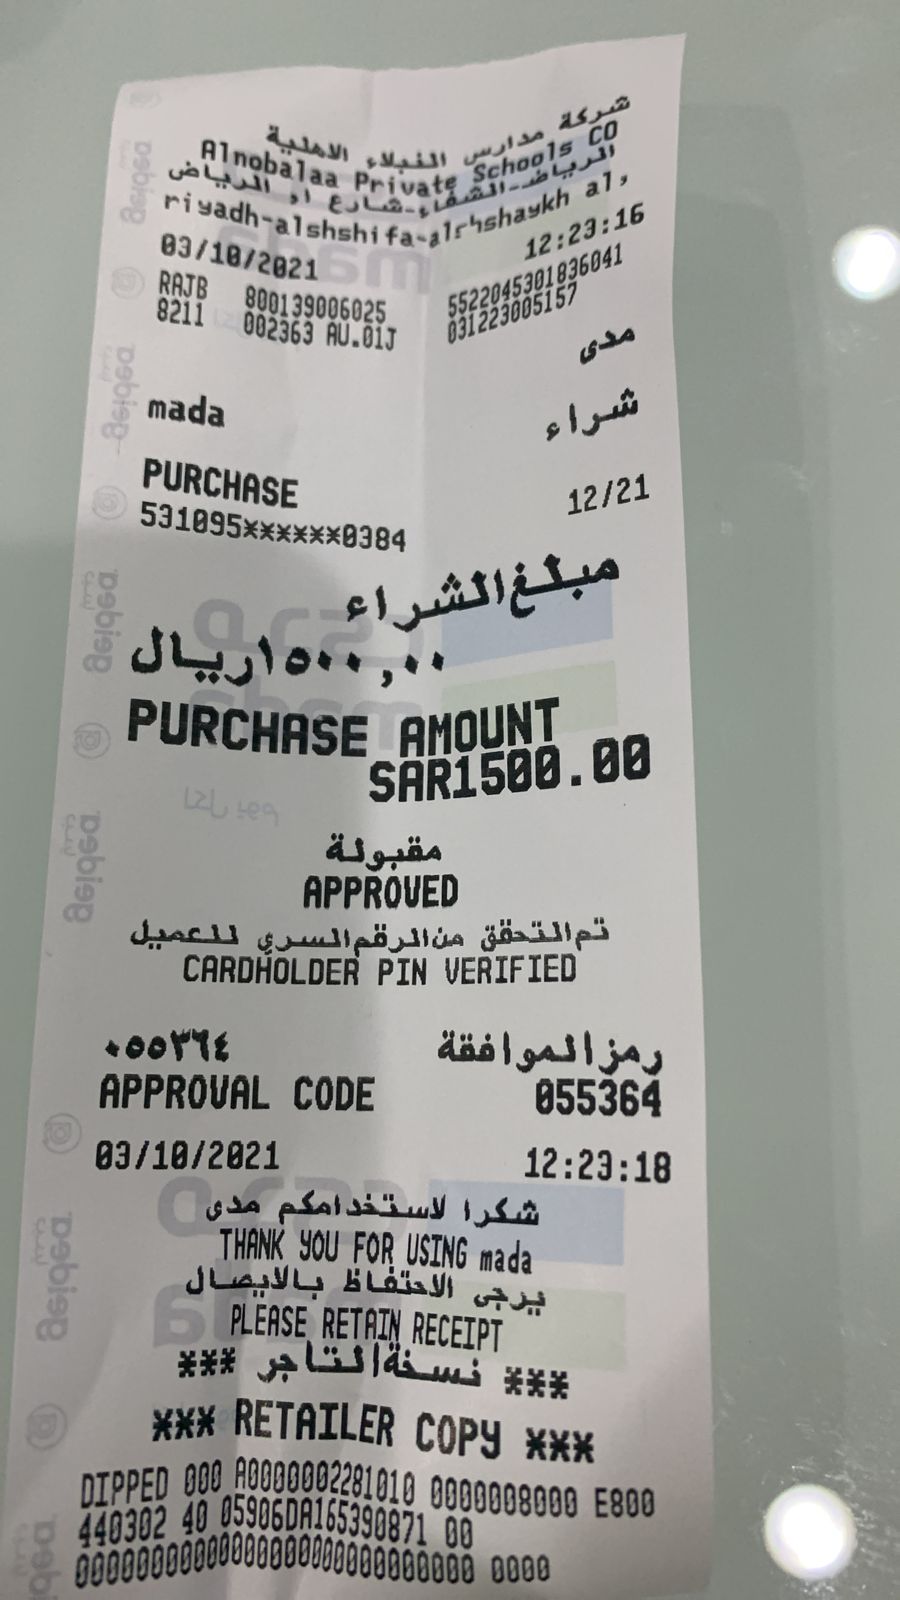 شركة مدارس النبلاء الاهلية
Alnobalaa Private Schools CO
الرياض-الشفاء-شارع ال الرياض
riyadh-alshshifa-alrhshaykh al,
03/10/2021 12:23:16
RAJB 800139006025 5522045301836041
8211 002363 AU.01J 031223005157
مدى
mada
شراء
PURCHASE
12/21
531095******0384
مبلغ الشراء
١٥٠٠,٠٠ ريال
PURCHASE AMOUNT
SAR1500.00
مقبولة
APPROVED
تم التحقق من الرقم السري للعميل
CARDHOLDER PIN VERIFIED
رمز الموافقة ٠٥٥٣٦٤
APPROVAL CODE 055364
03/10/2021 12:23:18
شكرا لاستخدامكم مدى
THANK YOU FOR USING mada
يرجى الاحتفاظ بالايصال
PLEASE RETAIN RECEIPT
*** نسخة التاجر ***
*** RETAILER COPY ***
DIPPED 000 A0000002281010 0000008000 E800
440302 40 05906DA165390871 00
0000